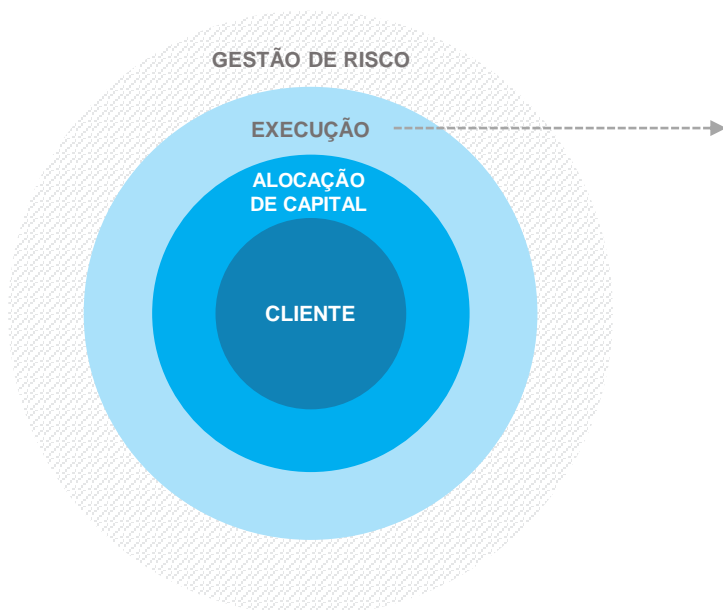 GESTÃO DE RISCO
EXECUÇÃO
ALOCAÇÃO
DE CAPITAL
CLIENTE